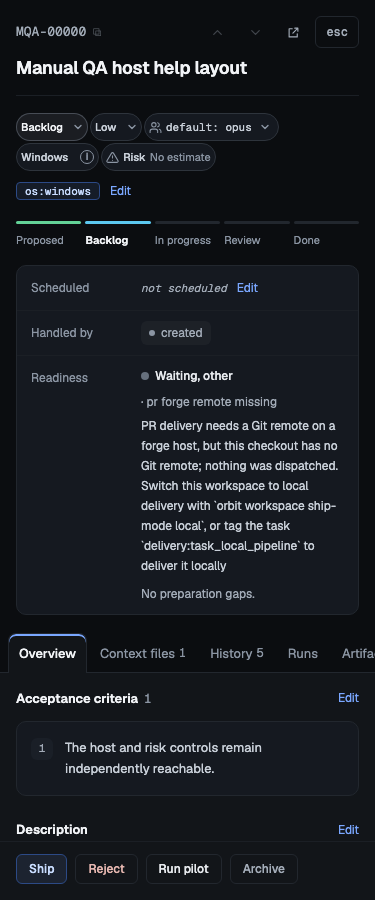 MQA-00000
esc
Manual QA host help layout
Backlog
Low
default: opus
Windows
Risk No estimate
os:windows Edit
Proposed Backlog In progress Review Done
Scheduled not scheduled Edit
Handled by created
Readiness Waiting, other
· pr forge remote missing
PR delivery needs a Git remote on a
forge host, but this checkout has no
Git remote; nothing was dispatched.
Switch this workspace to local
delivery with `orbit workspace ship-
mode local`, or tag the task
`delivery:task_local_pipeline` to
deliver it locally
No preparation gaps.
Overview Context files 1 History 5 Runs Artifa
Acceptance criteria 1 Edit
1 The host and risk controls remain
independently reachable.
Description Edit
Ship Reject Run pilot Archive